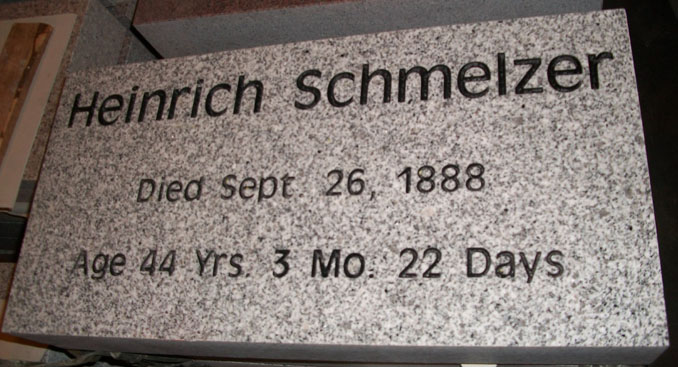 Heinrich Schmelzer
Died Sept. 26, 1888
Age 44 Yrs. 3 Mo. 22 Days